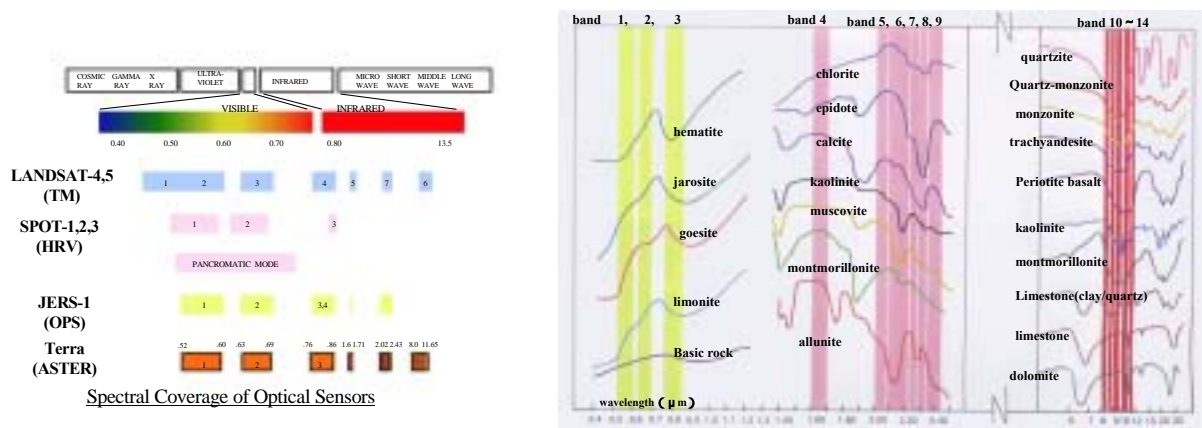 COSMIC GAMMA X
RAY RAY RAY
ULTRA-
VIOLET
INFRARED
MICRO SHORT MIDDLE LONG
WAVE WAVE WAVE WAVE
VISIBLE INFRARED
0.40 0.50 0.60 0.70 0.80 13.5
LANDSAT-4,5
(TM)
1 2 3 4 5 7 6
SPOT-1,2,3
(HRV)
1 2 3
PANCROMATIC MODE
JERS-1
(OPS)
1 2 3,4
Terra
(ASTER)
.52 .60 .63 .69 .76 .86 1.6 1.71 2.02 2.43 8.0 11.65
1 2 3
Spectral Coverage of Optical Sensors
band 1, 2, 3 band 4 band 5, 6, 7, 8, 9 band 10 ~ 14
hematite
jarosite
goesite
limonite
Basic rock
wavelength ( μ m )
chlorite
epidote
calcite
kaolinite
muscovite
montmorillonite
allunite
quartzite
Quartz-monzonite
monzonite
trachyandesite
Periotite basalt
kaolinite
montmorillonite
Limestone(clay/quartz)
limestone
dolomite